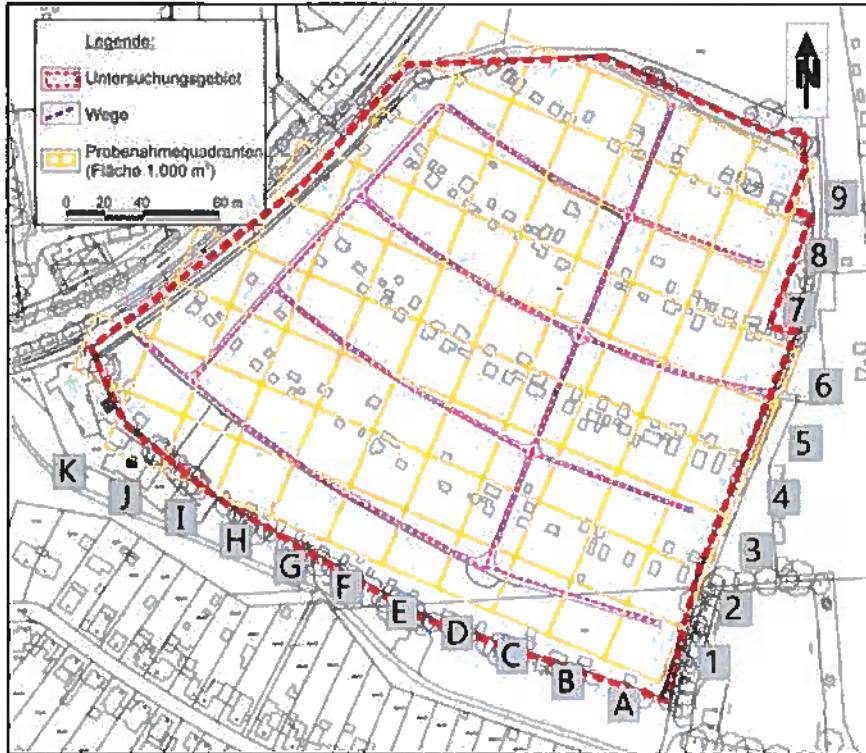 Legende:
Untersuchungsgebiet
Wege
Probenahmequadranten
(Fläche 1.000 m²)
0 20 40 80 m
N
9
8
7
6
5
4
3
2
1
K
J
I
H
G
F
E
D
C
B
A